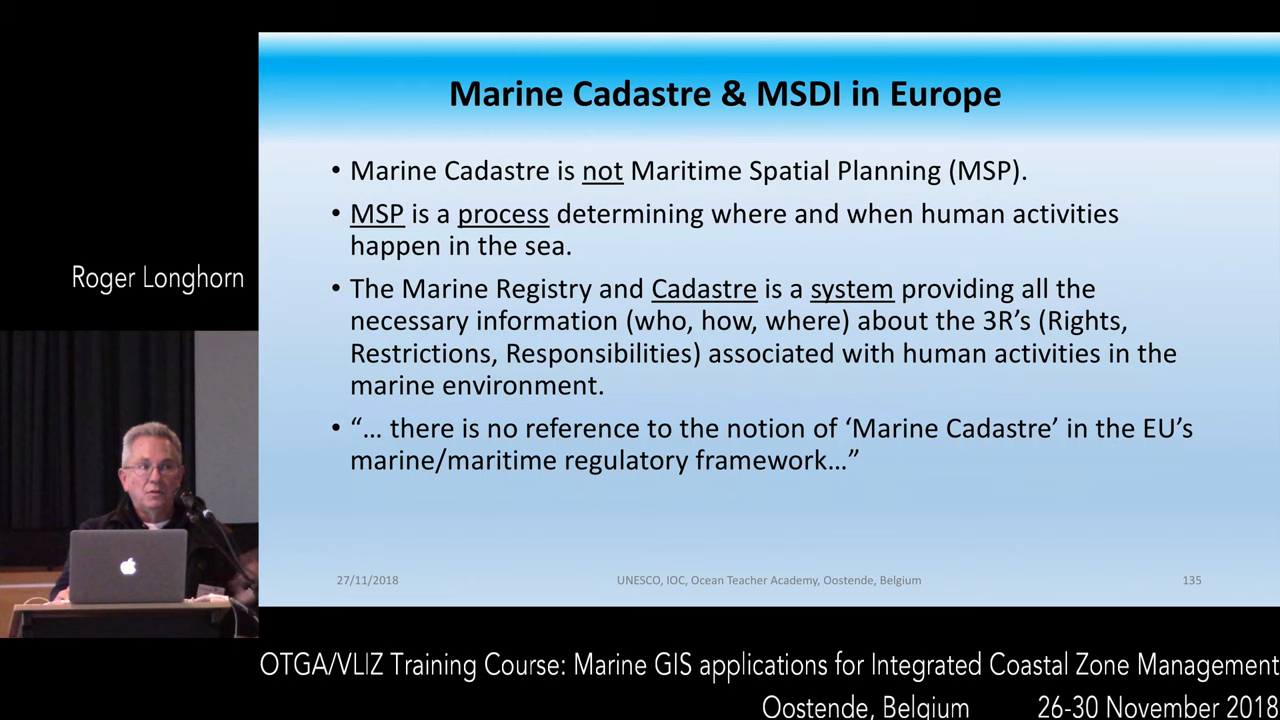 Marine Cadastre & MSDI in Europe
• Marine Cadastre is not Maritime Spatial Planning (MSP).
• MSP is a process determining where and when human activities
happen in the sea.
• The Marine Registry and Cadastre is a system providing all the
necessary information (who, how, where) about the 3R’s (Rights,
Restrictions, Responsibilities) associated with human activities in the
marine environment.
• “… there is no reference to the notion of ‘Marine Cadastre’ in the EU’s
marine/maritime regulatory framework…”
27/11/2018
UNESCO, IOC, Ocean Teacher Academy, Oostende, Belgium
135
Roger Longhorn
OTGA/VLIZ Training Course: Marine GIS applications for Integrated Coastal Zone Management
Oostende, Belgium 26-30 November 2018